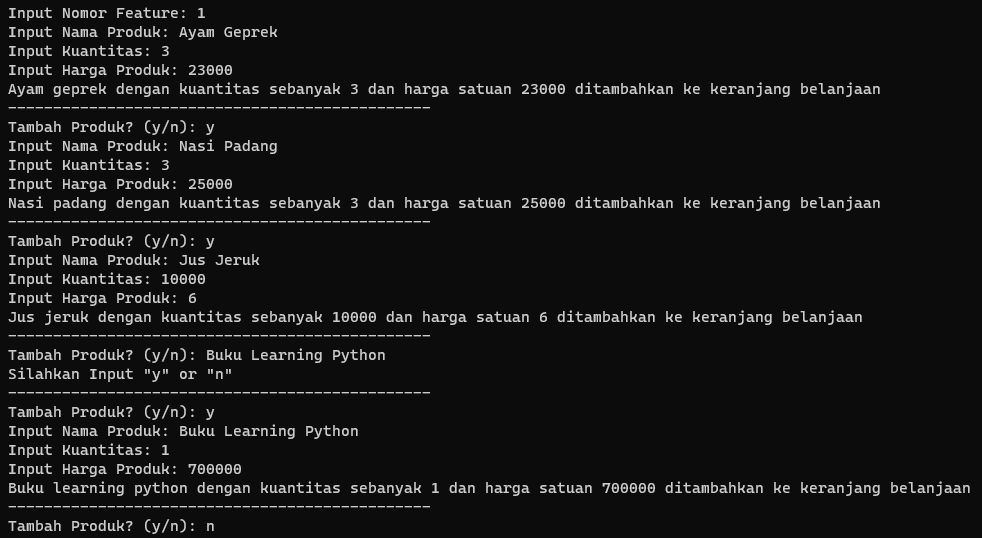 Input Nomor Feature: 1
Input Nama Produk: Ayam Geprek
Input Kuantitas: 3
Input Harga Produk: 23000
Ayam geprek dengan kuantitas sebanyak 3 dan harga satuan 23000 ditambahkan ke keranjang belanjaan
-----------------------------------------------
Tambah Produk? (y/n): y
Input Nama Produk: Nasi Padang
Input Kuantitas: 3
Input Harga Produk: 25000
Nasi padang dengan kuantitas sebanyak 3 dan harga satuan 25000 ditambahkan ke keranjang belanjaan
-----------------------------------------------
Tambah Produk? (y/n): y
Input Nama Produk: Jus Jeruk
Input Kuantitas: 10000
Input Harga Produk: 6
Jus jeruk dengan kuantitas sebanyak 10000 dan harga satuan 6 ditambahkan ke keranjang belanjaan
-----------------------------------------------
Tambah Produk? (y/n): Buku Learning Python
Silahkan Input "y" or "n"
-----------------------------------------------
Tambah Produk? (y/n): y
Input Nama Produk: Buku Learning Python
Input Kuantitas: 1
Input Harga Produk: 700000
Buku learning python dengan kuantitas sebanyak 1 dan harga satuan 700000 ditambahkan ke keranjang belanjaan
-----------------------------------------------
Tambah Produk? (y/n): n